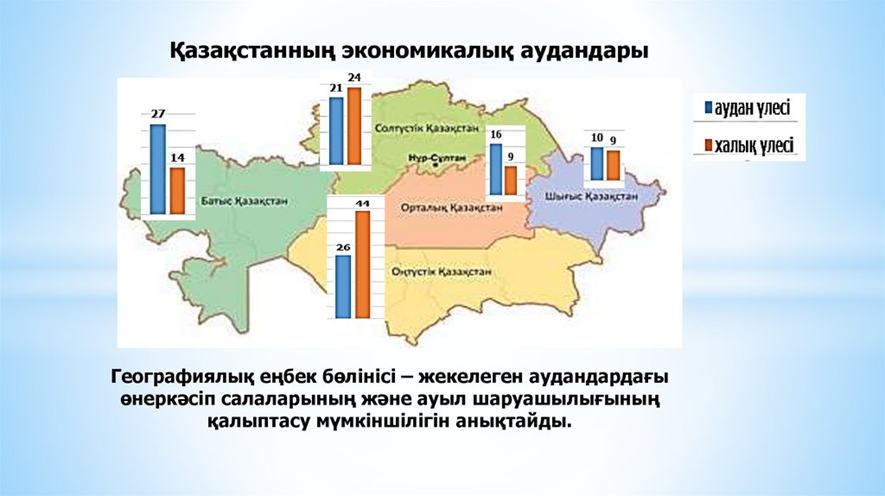 Қазақстанның экономикалық аудандары
21 24
27
14
Солтүстік Қазақстан
Нұр-Сұлтан
16
9
10 9
аудан үлесі
халық үлесі
Батыс Қазақстан
Орталық Қазақстан
Шығыс Қазақстан
26
44
Оңтүстік Қазақстан
Географиялық еңбек бөлінісі – жекелеген аудандардағы
өнеркәсіп салаларының және ауыл шаруашылығының
қалыптасу мүмкіншілігін анықтайды.